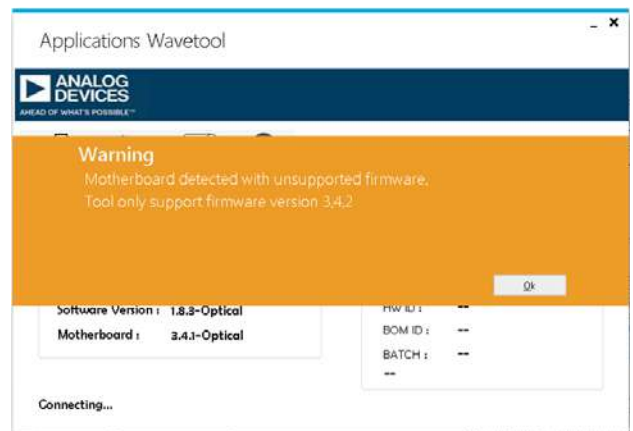 Applications Wavetool
ANALOG
DEVICES
AHEAD OF WHAT'S POSSIBLE™
Warning
Motherboard detected with unsupported firmware.
Tool only support firmware version 3,4,2
Ok
Software Version : 1.8.3-Optical
HW ID : --
Motherboard : 3.4.1-Optical
BOM ID : --
BATCH : --
--
Connecting...